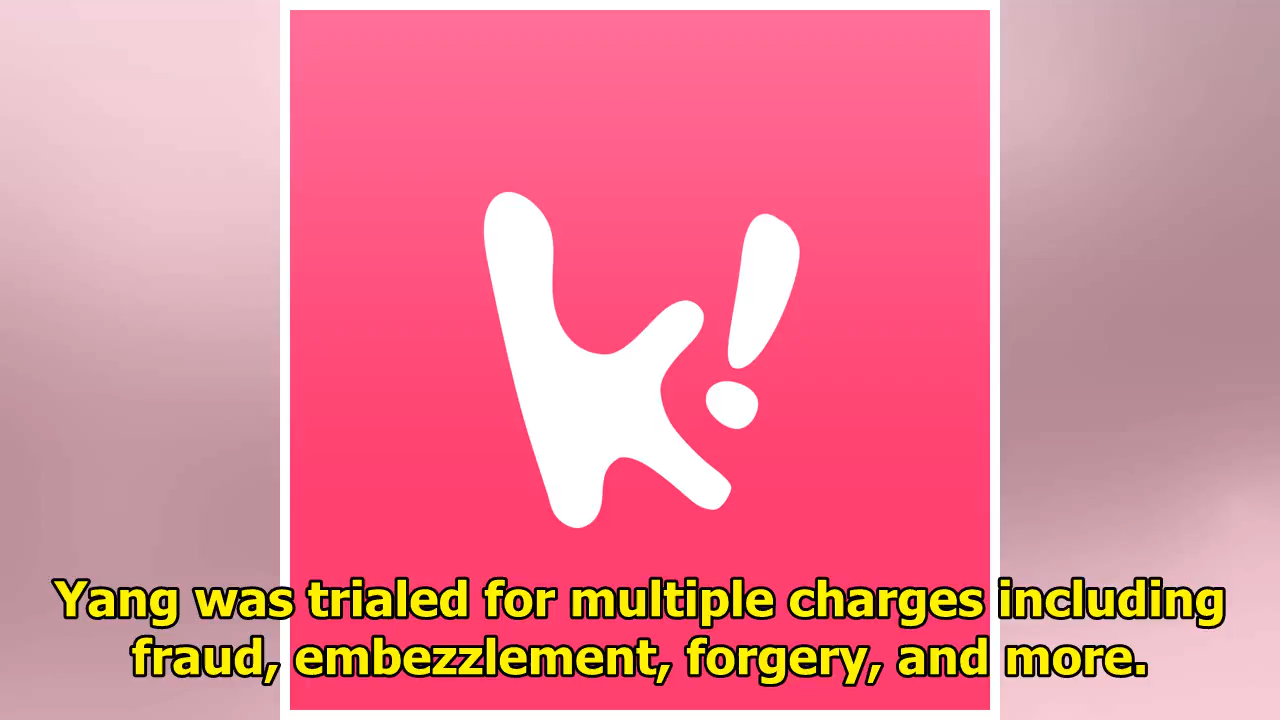 k!
Yang was trialed for multiple charges including
fraud, embezzlement, forgery, and more.